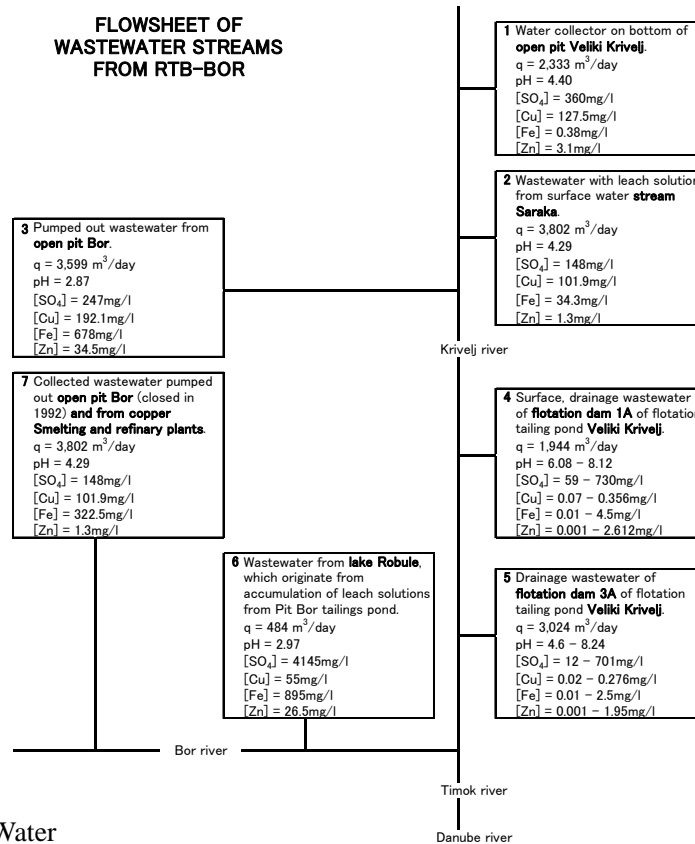 FLOWSHEET OF
WASTEWATER STREAMS
FROM RTB-BOR
1 Water collector on bottom of
open pit Veliki Krivelj.
q = 2,333 m³/day
pH = 4.40
[SO₄] = 360mg/l
[Cu] = 127.5mg/l
[Fe] = 0.38mg/l
[Zn] = 3.1mg/l
2 Wastewater with leach solution
from surface water stream
Saraka.
q = 3,802 m³/day
pH = 4.29
[SO₄] = 148mg/l
[Cu] = 101.9mg/l
[Fe] = 34.3mg/l
[Zn] = 1.3mg/l
3 Pumped out wastewater from
open pit Bor.
q = 3,599 m³/day
pH = 2.87
[SO₄] = 247mg/l
[Cu] = 192.1mg/l
[Fe] = 678mg/l
[Zn] = 34.5mg/l
Krivelj river
7 Collected wastewater pumped
out open pit Bor (closed in
1992) and from copper
Smelting and refinary plants.
q = 3,802 m³/day
pH = 4.29
[SO₄] = 148mg/l
[Cu] = 101.9mg/l
[Fe] = 322.5mg/l
[Zn] = 1.3mg/l
4 Surface, drainage wastewater
of flotation dam 1A of flotation
tailing pond Veliki Krivelj.
q = 1,944 m³/day
pH = 6.08 - 8.12
[SO₄] = 59 - 730mg/l
[Cu] = 0.07 - 0.356mg/l
[Fe] = 0.01 - 4.5mg/l
[Zn] = 0.001 - 2.612mg/l
6 Wastewater from lake Robule,
which originate from
accumulation of leach solutions
from Pit Bor tailings pond.
q = 484 m³/day
pH = 2.97
[SO₄] = 4145mg/l
[Cu] = 55mg/l
[Fe] = 895mg/l
[Zn] = 26.5mg/l
5 Drainage wastewater of
flotation dam 3A of flotation
tailing pond Veliki Krivelj.
q = 3,024 m³/day
pH = 4.6 - 8.24
[SO₄] = 12 - 701mg/l
[Cu] = 0.02 - 0.276mg/l
[Fe] = 0.01 - 2.5mg/l
[Zn] = 0.001 - 1.95mg/l
Bor river
Timok river
Water
Danube river